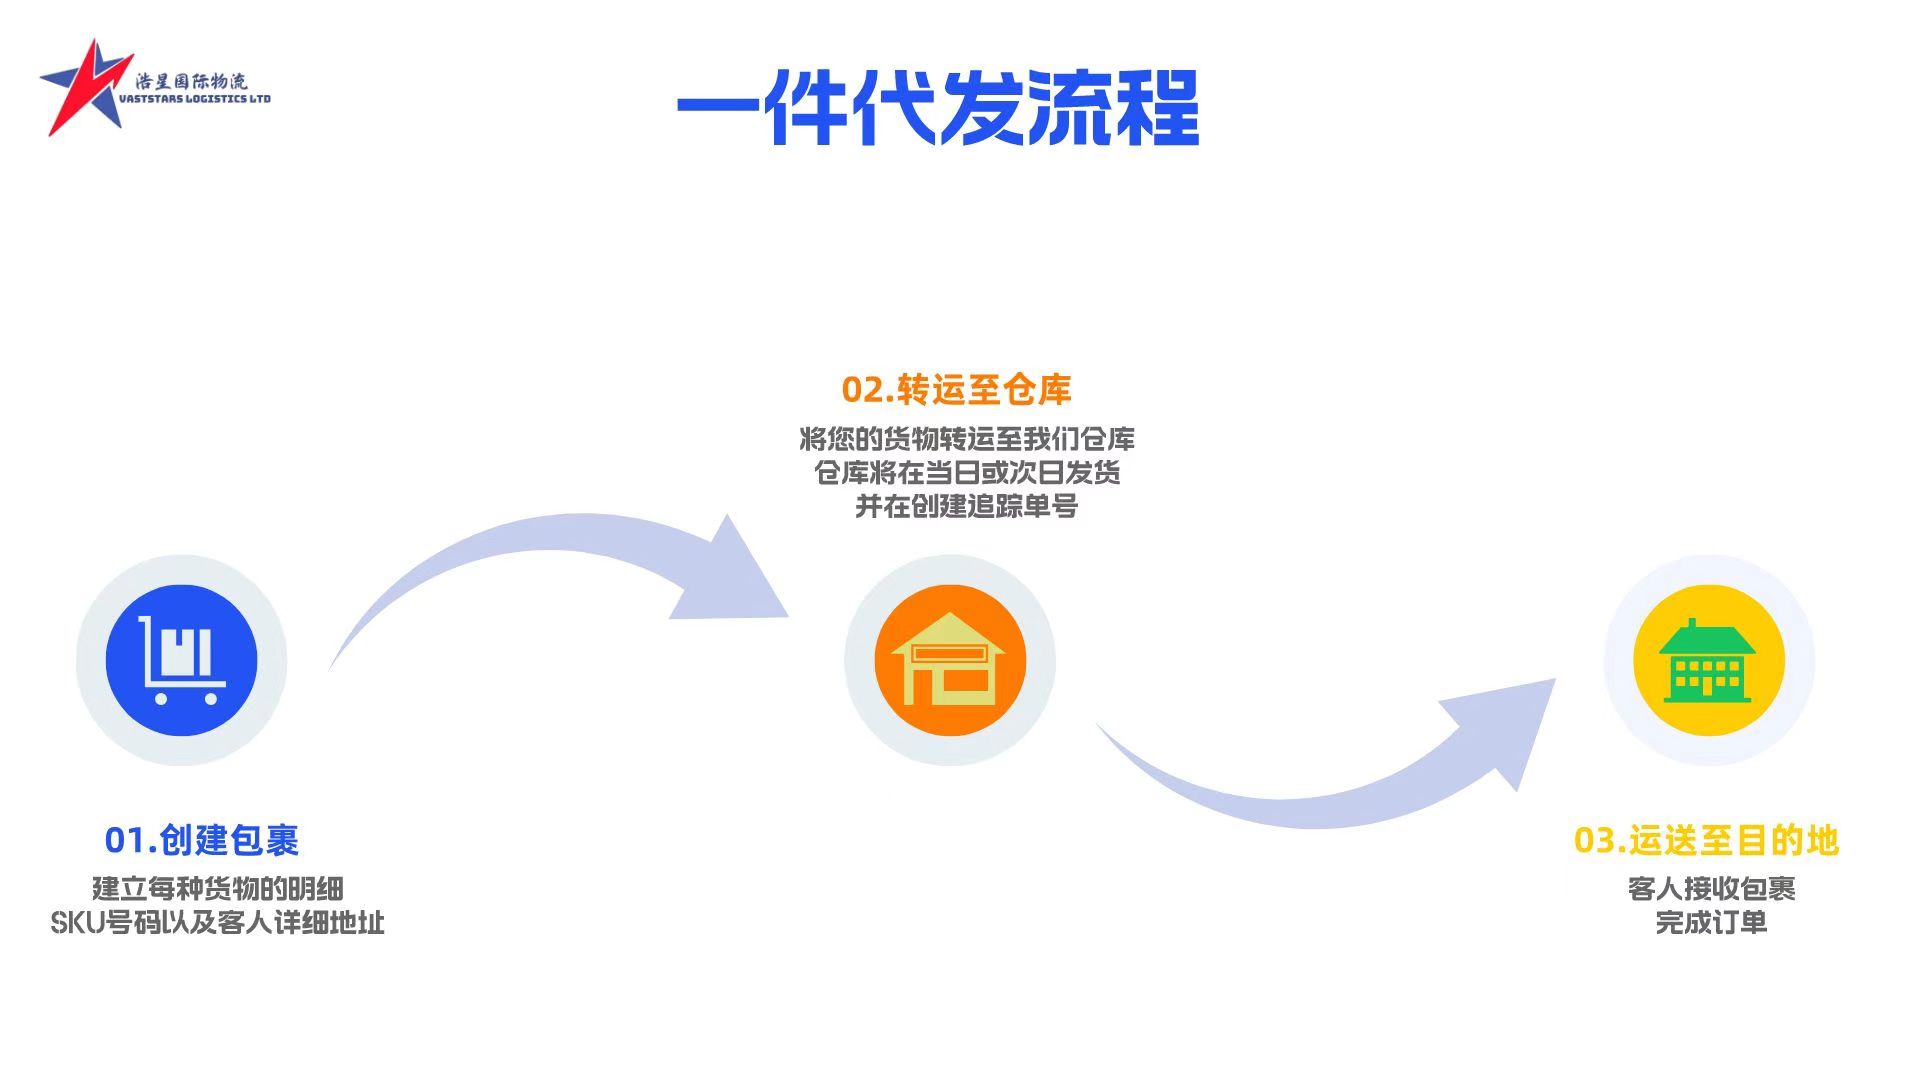 浩星国际物流
VASTSTARS LOGISTICS LTD
一件代发流程
01.创建包裹
建立每种货物的明细
SKU号码以及客人详细地址
02.转运至仓库
将您的货物转运至我们仓库
仓库将在当日或次日发货
并在创建追踪单号
03.运送至目的地
客人接收包裹
完成订单